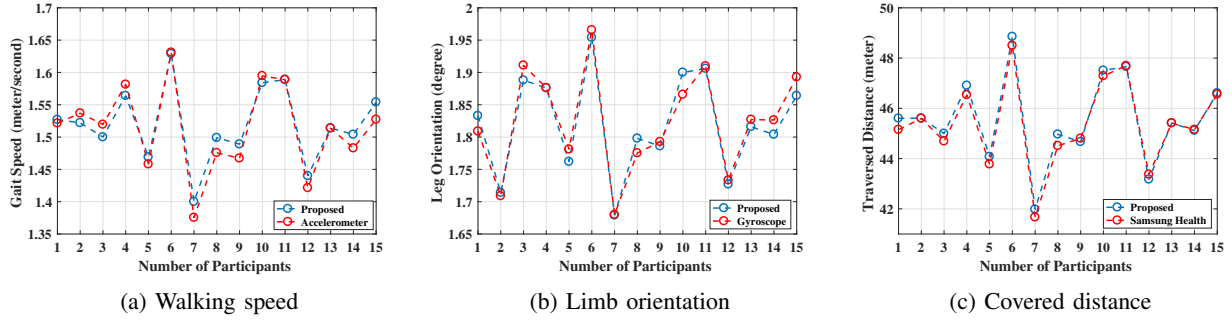 Gait Speed (meter/second)
1.7
1.65
1.6
1.55
1.5
1.45
1.4
1.35
Proposed
Accelerometer
1 2 3 4 5 6 7 8 9 10 11 12 13 14 15
Number of Participants
(a) Walking speed
Leg Orientation (degree)
2
1.95
1.9
1.85
1.8
1.75
1.7
1.65
Proposed
Gyroscope
1 2 3 4 5 6 7 8 9 10 11 12 13 14 15
Number of Participants
(b) Limb orientation
Traversed Distance (meter)
50
48
46
44
42
Proposed
Samsung Health
1 2 3 4 5 6 7 8 9 10 11 12 13 14 15
Number of Participants
(c) Covered distance